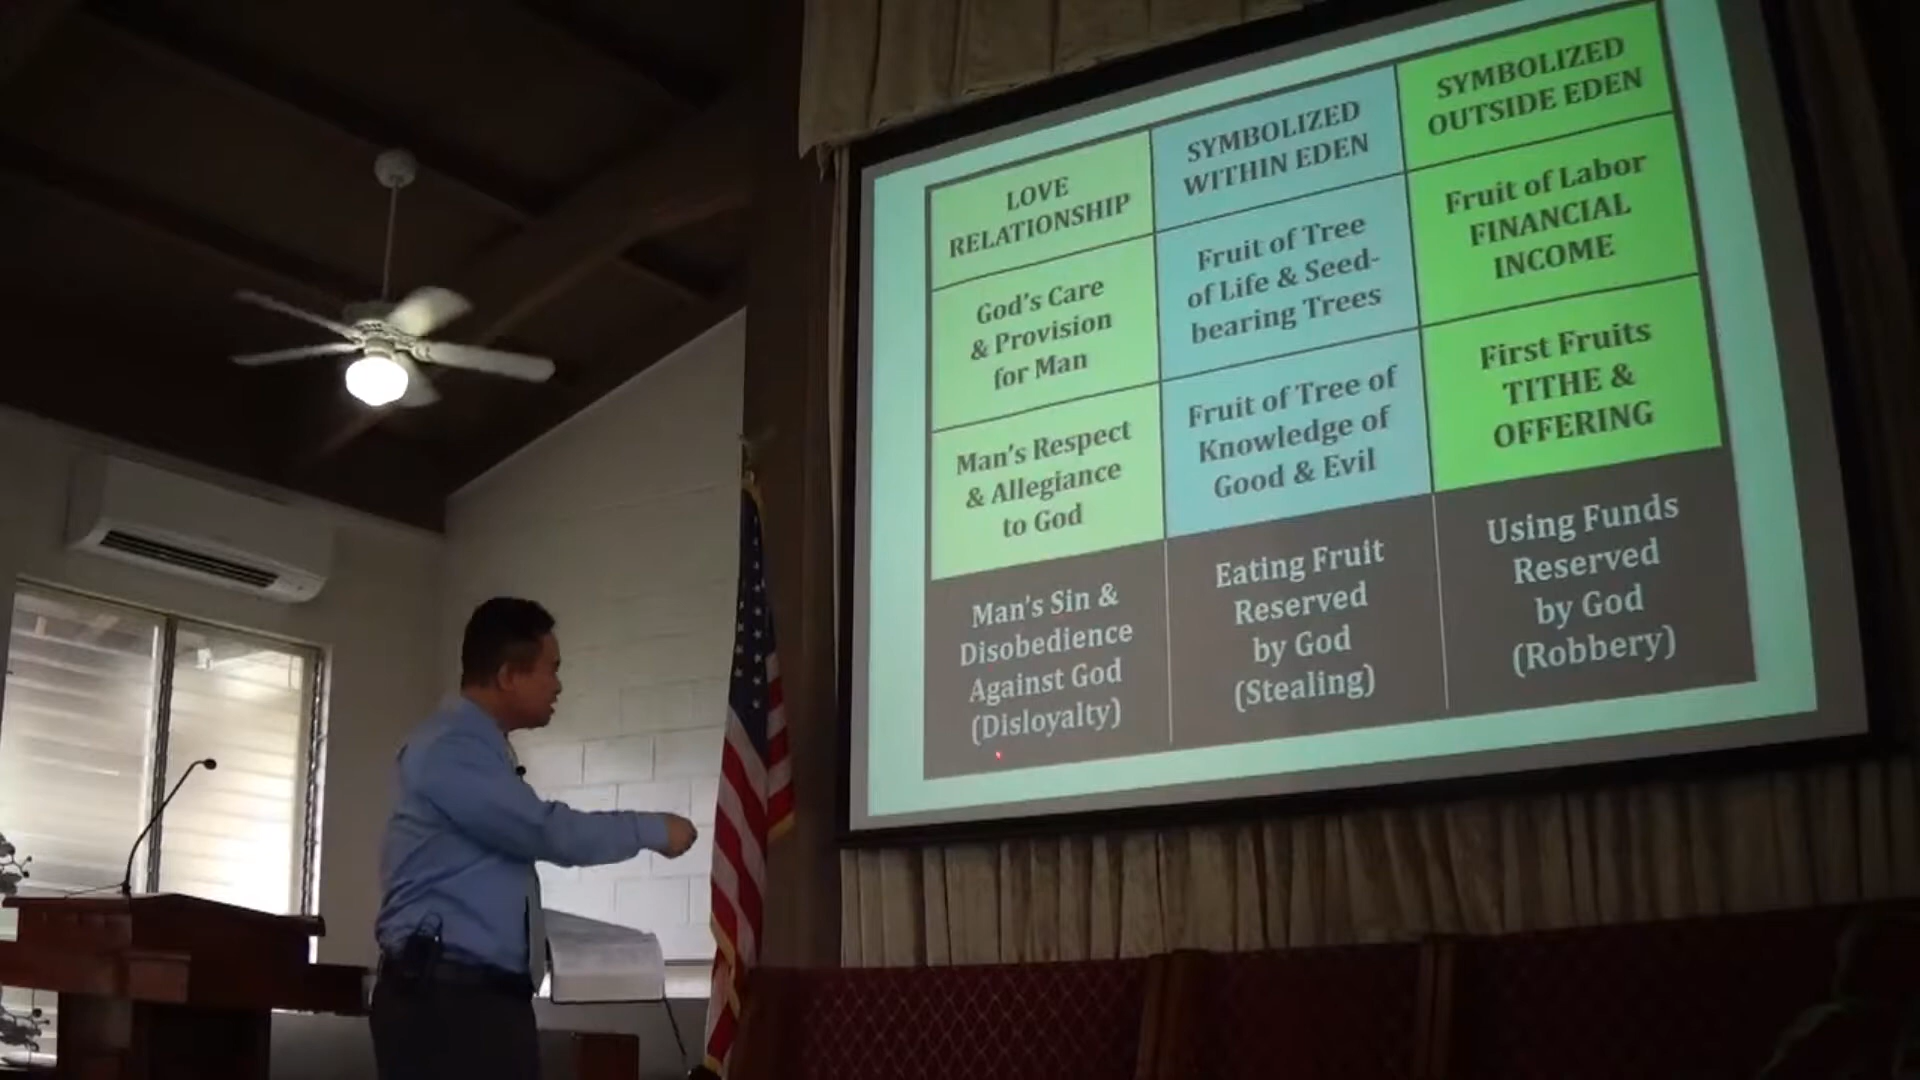 LOVE
RELATIONSHIP
SYMBOLIZED
WITHIN EDEN
SYMBOLIZED
OUTSIDE EDEN
God's Care
& Provision
for Man
Fruit of Tree
of Life & Seed-
bearing Trees
Fruit of Labor
FINANCIAL
INCOME
Man's Respect
& Allegiance
to God
Fruit of Tree of
Knowledge of
Good & Evil
First Fruits
TITHE &
OFFERING
Man's Sin &
Disobedience
Against God
(Disloyalty)
Eating Fruit
Reserved
by God
(Stealing)
Using Funds
Reserved
by God
(Robbery)